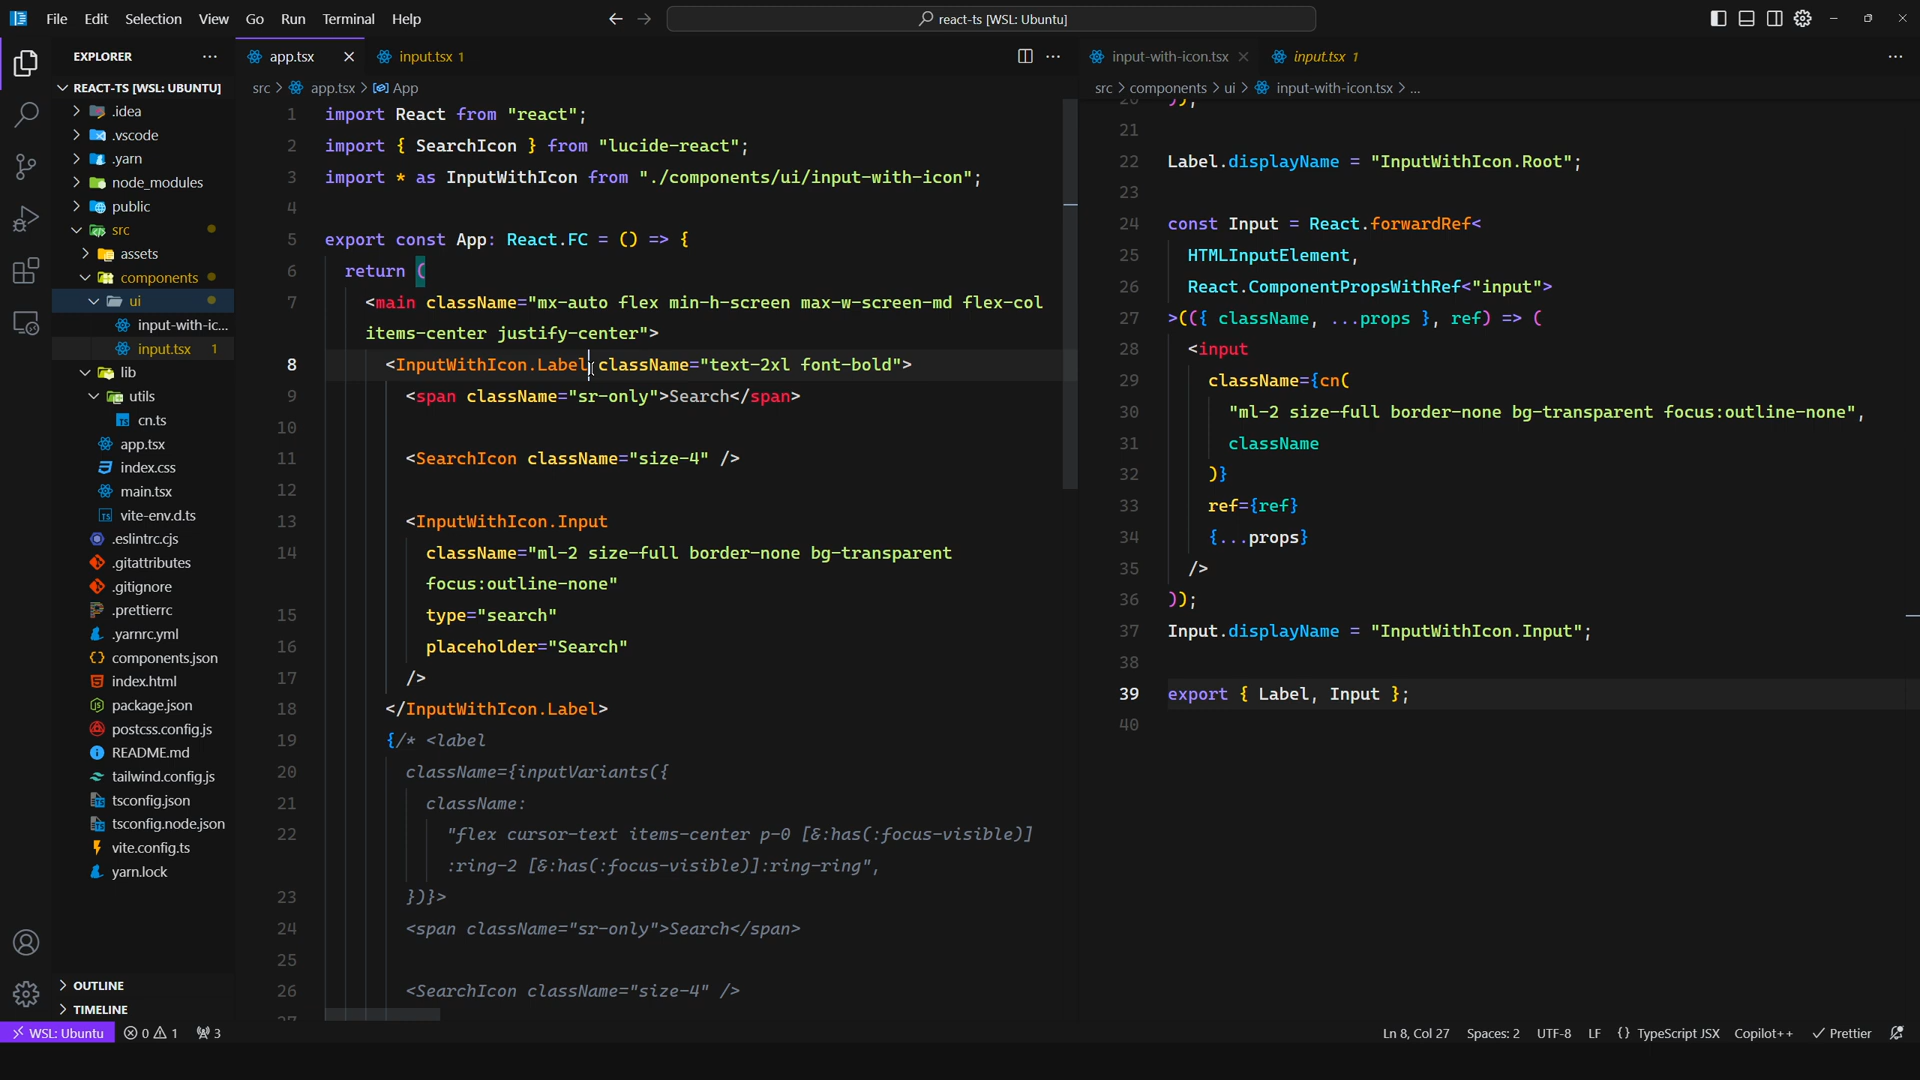 File Edit Selection View Go Run Terminal Help
react-ts [WSL: Ubuntu]
EXPLORER
REACT-TS [WSL: UBUNTU]
.idea
.vscode
.yarn
node_modules
public
src
assets
components
ui
input-with-ic...
input.tsx 1
lib
utils
cn.ts
app.tsx
index.css
main.tsx
vite-env.d.ts
.eslintrc.cjs
.gitattributes
.gitignore
.prettierrc
.yarnrc.yml
components.json
index.html
package.json
postcss.config.js
README.md
tailwind.config.js
tsconfig.json
tsconfig.node.json
vite.config.ts
yarn.lock
OUTLINE
TIMELINE
app.tsx input.tsx 1
src > app.tsx > App
1 import React from "react";
2 import { SearchIcon } from "lucide-react";
3 import * as InputWithIcon from "./components/ui/input-with-icon";
4
5 export const App: React.FC = () => {
6 return (
7 <main className="mx-auto flex min-h-screen max-w-screen-md flex-col
items-center justify-center">
8 <InputWithIcon.Label className="text-2xl font-bold">
9 <span className="sr-only">Search</span>
10
11 <SearchIcon className="size-4" />
12
13 <InputWithIcon.Input
14 className="ml-2 size-full border-none bg-transparent
focus:outline-none"
15 type="search"
16 placeholder="Search"
17 />
18 </InputWithIcon.Label>
19 {/* <label
20 className={inputVariants({
21 className:
22 "flex cursor-text items-center p-0 [&:has(:focus-visible)]
:ring-2 [&:has(:focus-visible)]:ring-ring",
23 })}>
24 <span className="sr-only">Search</span>
25
26 <SearchIcon className="size-4" />
27
input-with-icon.tsx input.tsx 1
src > components > ui > input-with-icon.tsx > ...
20 ));
21
22 Label.displayName = "InputWithIcon.Root";
23
24 const Input = React.forwardRef<
25 HTMLInputElement,
26 React.ComponentPropsWithRef<"input">
27 >(({ className, ...props }, ref) => (
28 <input
29 className={cn(
30 "ml-2 size-full border-none bg-transparent focus:outline-none",
31 className
32 )}
33 ref={ref}
34 {...props}
35 />
36 ));
37 Input.displayName = "InputWithIcon.Input";
38
39 export { Label, Input };
40
WSL: Ubuntu 0 1 3
Ln 8, Col 27 Spaces: 2 UTF-8 LF {} TypeScript JSX Copilot++ Prettier